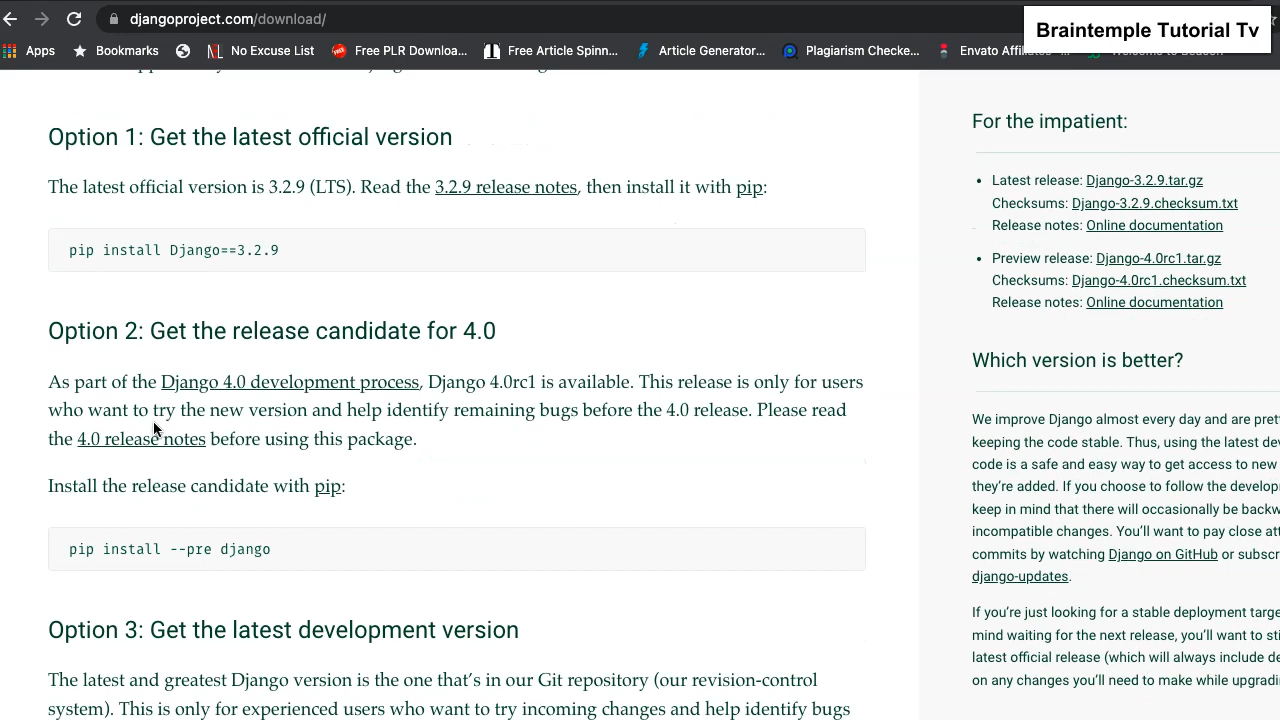 djangoproject.com/download/
Braintemple Tutorial Tv
Apps Bookmarks No Excuse List Free PLR Downloa... Free Article Spinn... Article Generator... Plagiarism Checke... Envato Affiliates
Option 1: Get the latest official version
The latest official version is 3.2.9 (LTS). Read the 3.2.9 release notes, then install it with pip:
pip install Django==3.2.9
Option 2: Get the release candidate for 4.0
As part of the Django 4.0 development process, Django 4.0rc1 is available. This release is only for users
who want to try the new version and help identify remaining bugs before the 4.0 release. Please read
the 4.0 release notes before using this package.
Install the release candidate with pip:
pip install --pre django
Option 3: Get the latest development version
The latest and greatest Django version is the one that’s in our Git repository (our revision-control
system). This is only for experienced users who want to try incoming changes and help identify bugs
For the impatient:
• Latest release: Django-3.2.9.tar.gz
Checksums: Django-3.2.9.checksum.txt
Release notes: Online documentation
• Preview release: Django-4.0rc1.tar.gz
Checksums: Django-4.0rc1.checksum.txt
Release notes: Online documentation
Which version is better?
We improve Django almost every day and are pret
keeping the code stable. Thus, using the latest de
code is a safe and easy way to get access to new
they’re added. If you choose to follow the develop
keep in mind that there will occasionally be backw
incompatible changes. You’ll want to pay close att
commits by watching Django on GitHub or subscr
django-updates.
If you’re just looking for a stable deployment targe
mind waiting for the next release, you’ll want to sti
latest official release (which will always include de
on any changes you’ll need to make while upgradi